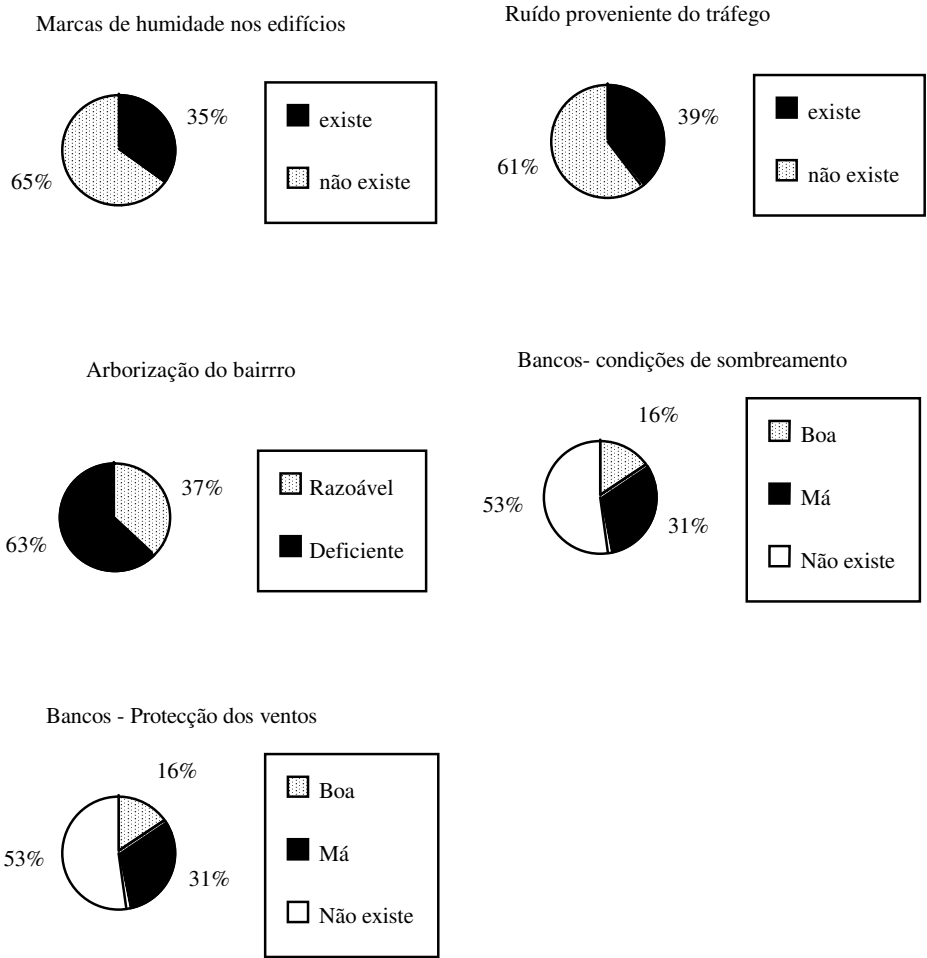 Marcas de humidade nos edifícios
35%
65%
existe
não existe
Ruído proveniente do tráfego
39%
61%
existe
não existe
Arborização do bairrro
37%
63%
Razoável
Deficiente
Bancos- condições de sombreamento
16%
53%
31%
Boa
Má
Não existe
Bancos - Protecção dos ventos
16%
53%
31%
Boa
Má
Não existe